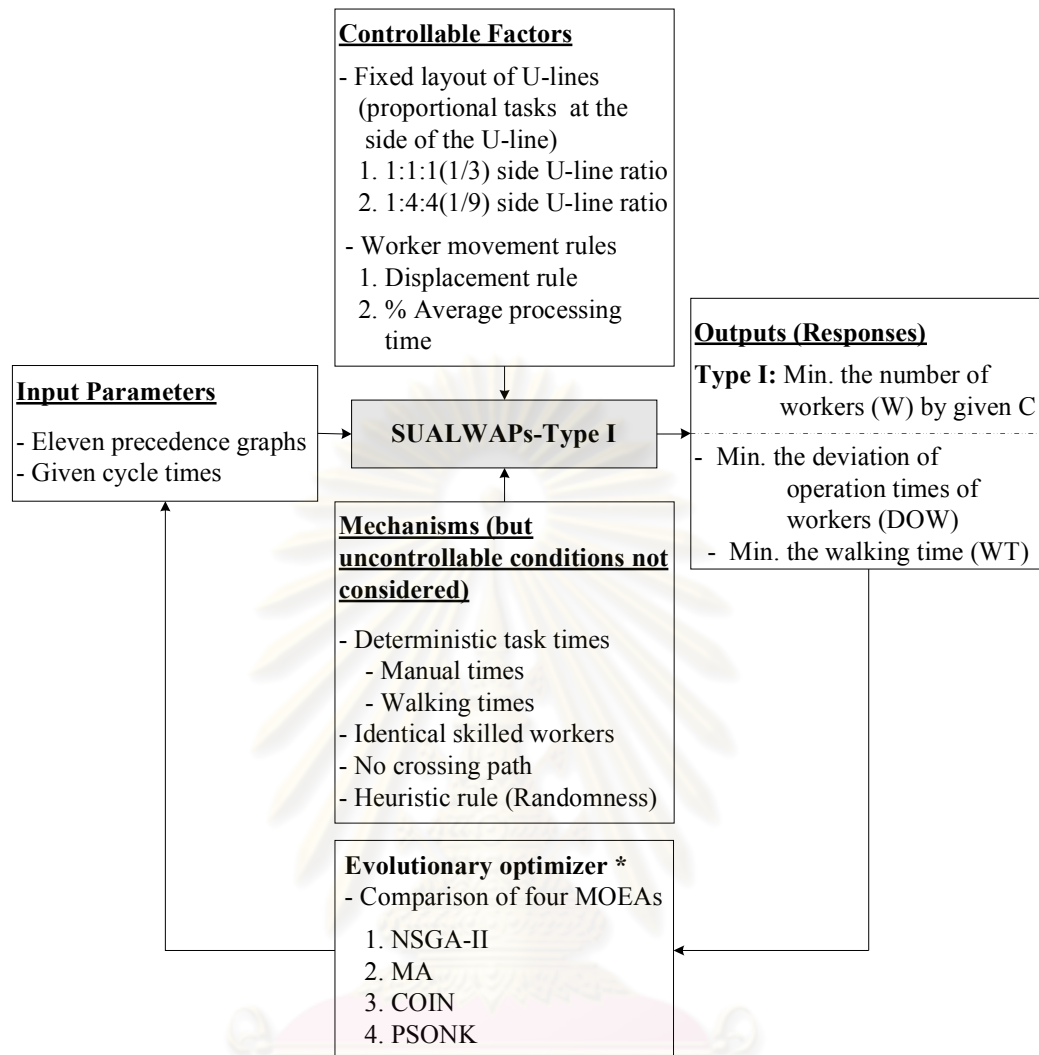 Controllable Factors
- Fixed layout of U-lines
(proportional tasks at the
side of the U-line)
1. 1:1:1(1/3) side U-line ratio
2. 1:4:4(1/9) side U-line ratio
- Worker movement rules
1. Displacement rule
2. % Average processing
time
Input Parameters
- Eleven precedence graphs
- Given cycle times
SUALWAPs-Type I
Outputs (Responses)
Type I: Min. the number of
workers (W) by given C
- Min. the deviation of
operation times of
workers (DOW)
- Min. the walking time (WT)
Mechanisms (but
uncontrollable conditions not
considered)
- Deterministic task times
- Manual times
- Walking times
- Identical skilled workers
- No crossing path
- Heuristic rule (Randomness)
Evolutionary optimizer *
- Comparison of four MOEAs
1. NSGA-II
2. MA
3. COIN
4. PSONK